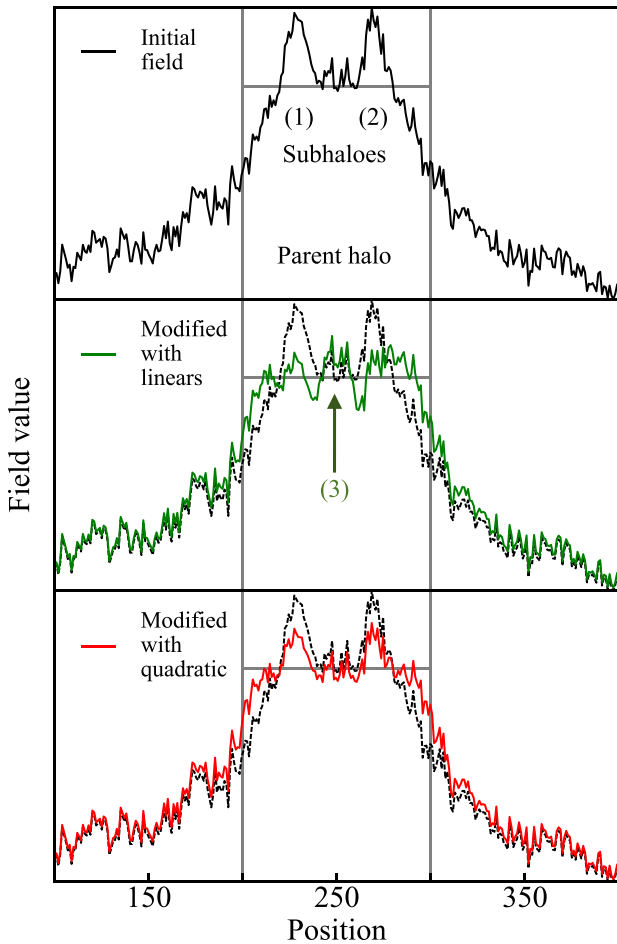 Initial
field
(1)
(2)
Subhaloes
Parent halo
Modified
with
linears
(3)
Field value
Modified
with
quadratic
150
250
350
Position